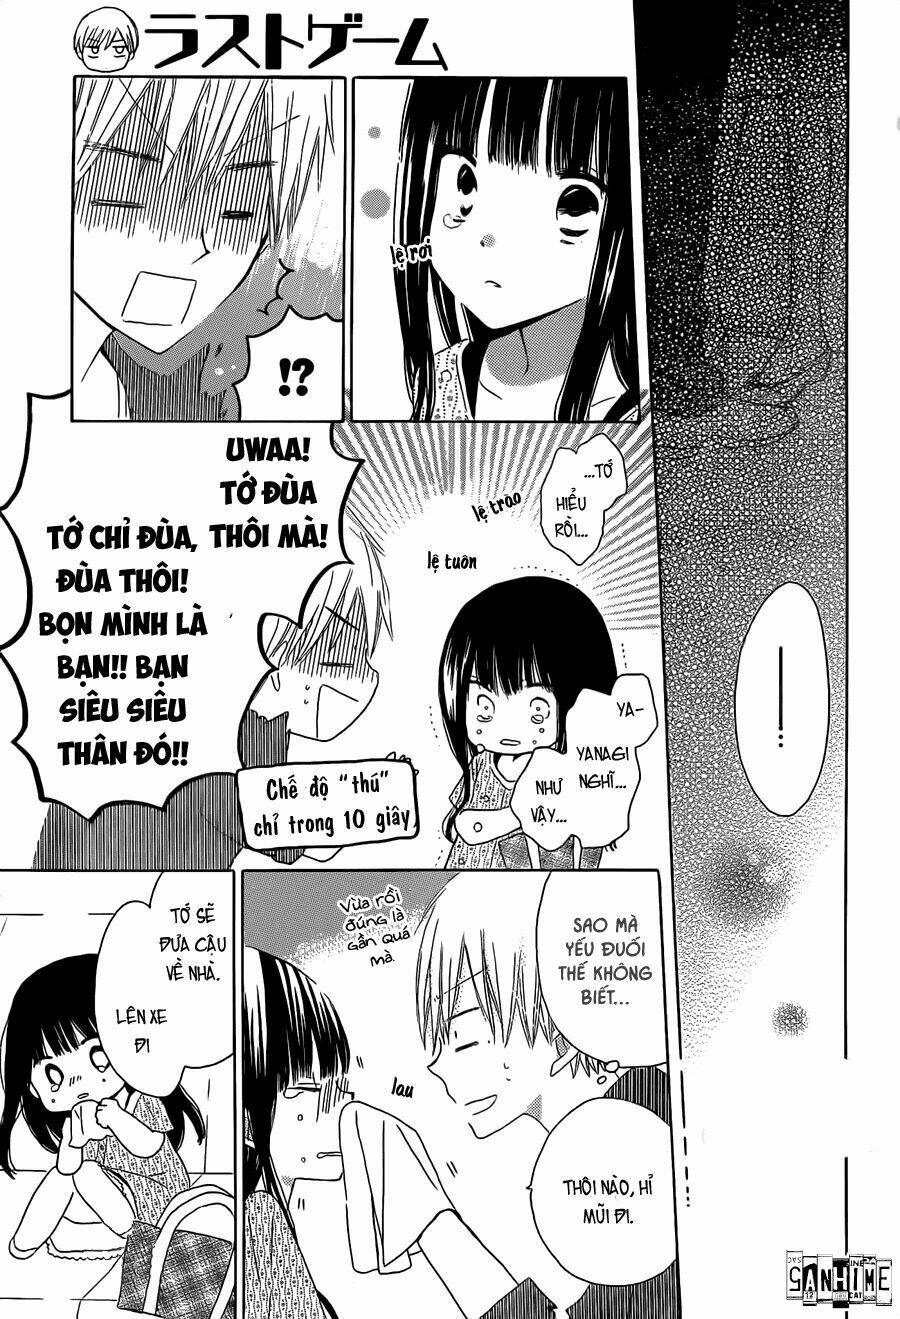 ラストゲーム
———...
lệ rơi
!?
...TỚ
HIỂU
RỒI...
lệ trào
lệ tuôn
UWAA!
TỚ ĐÙA
THÔI MÀ!
TỚ CHỈ ĐÙA,
ĐÙA THÔI!
BỌN MÌNH LÀ
BẠN!! BẠN
SIÊU SIÊU
THÂN ĐÓ!!
YA-
YANAGI
NGHĨ...
NHƯ
VẬY...
Chế độ "thú"
chỉ trong 10 giây
SAO MÀ
YẾU ĐUỐI
THẾ KHÔNG
BIẾT...
Vừa rồi
đúng là
gần quá
mà.
lau
THÔI NÀO, HỈ
MŨI ĐI.
TỚ SẼ
ĐƯA CẬU
VỀ NHÀ.
LÊN XE
ĐI
SANHIME